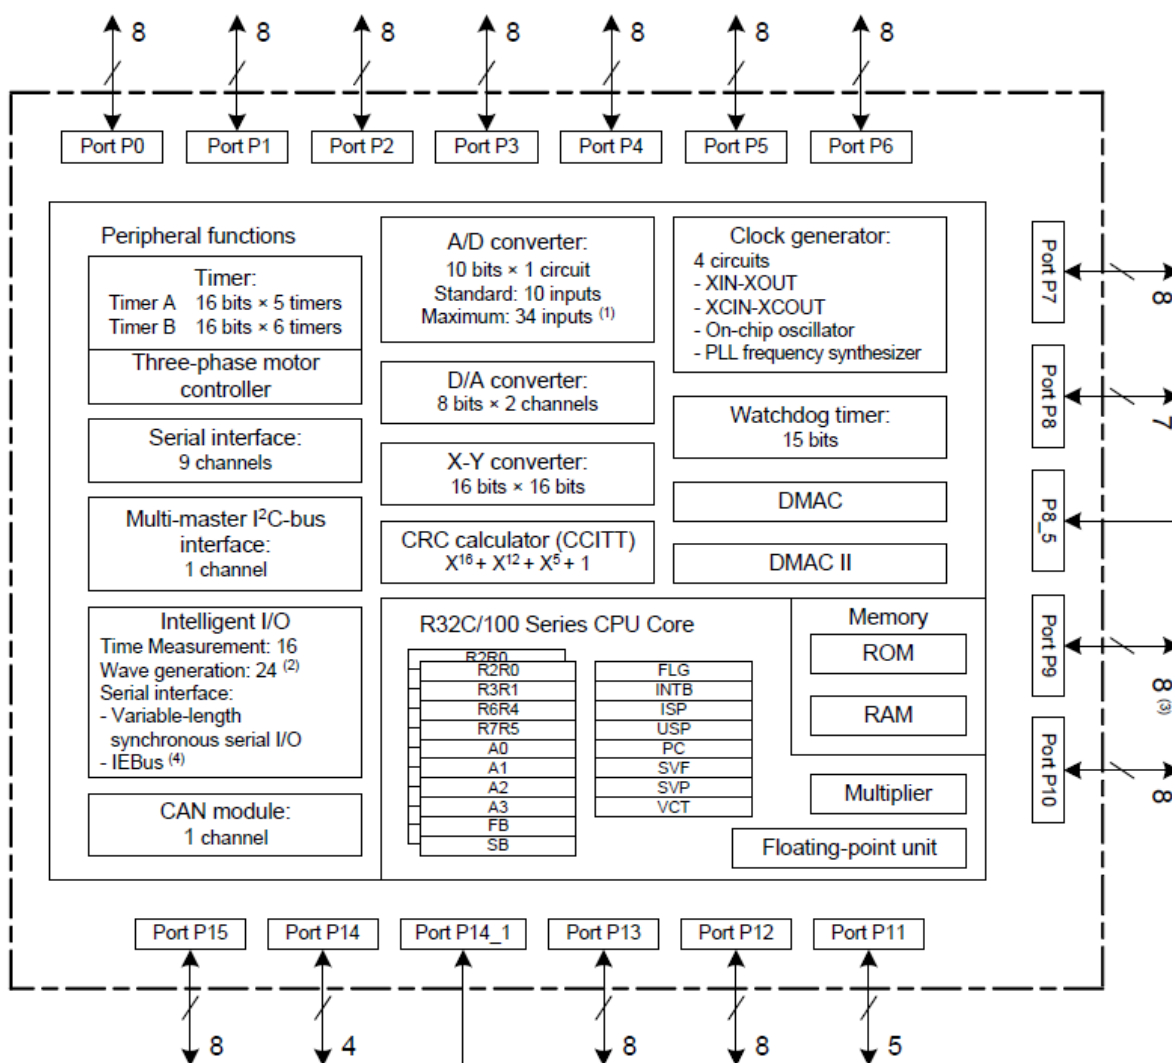 8 8 8 8 8 8 8
Port P0 Port P1 Port P2 Port P3 Port P4 Port P5 Port P6
Peripheral functions
Timer:
Timer A 16 bits × 5 timers
Timer B 16 bits × 6 timers
Three-phase motor
controller
Serial interface:
9 channels
Multi-master I²C-bus
interface:
1 channel
Intelligent I/O
Time Measurement: 16
Wave generation: 24 (2)
Serial interface:
- Variable-length
synchronous serial I/O
- IEBus (4)
CAN module:
1 channel
A/D converter:
10 bits × 1 circuit
Standard: 10 inputs
Maximum: 34 inputs (1)
D/A converter:
8 bits × 2 channels
X-Y converter:
16 bits × 16 bits
CRC calculator (CCITT)
X¹⁶ + X¹² + X⁵ + 1
Clock generator:
4 circuits
- XIN-XOUT
- XCIN-XCOUT
- On-chip oscillator
- PLL frequency synthesizer
Watchdog timer:
15 bits
DMAC
DMAC II
R32C/100 Series CPU Core
R2R0
R2R0
R3R1
R6R4
R7R5
A0
A1
A2
A3
FB
SB
FLG
INTB
ISP
USP
PC
SVF
SVP
VCT
Memory
ROM
RAM
Multiplier
Floating-point unit
Port P7
8
Port P8
7
P8_5
Port P9
8 (3)
Port P10
8
Port P15 Port P14 Port P14_1 Port P13 Port P12 Port P11
8 4 8 8 5